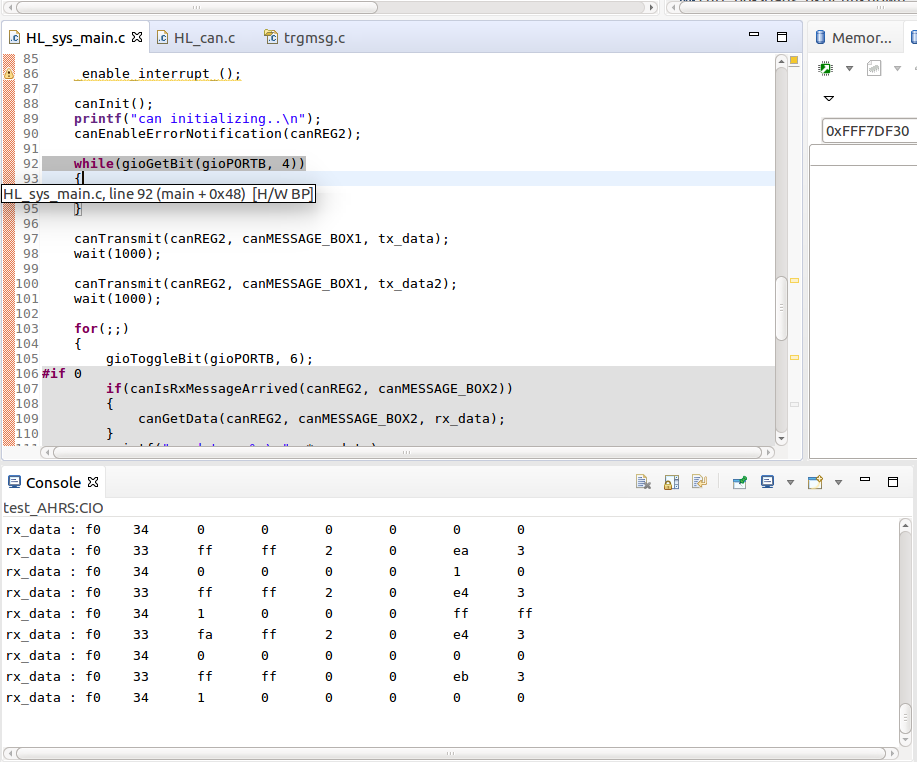 HL_sys_main.c HL_can.c trgmsg.c
Memor...
0xFFF7DF30
85
86 _enable_interrupt_();
87
88 canInit();
89 printf("can initializing..\n");
90 canEnableErrorNotification(canREG2);
91
92 while(gioGetBit(gioPORTB, 4))
93 {
HL_sys_main.c, line 92 (main + 0x48) [H/W BP]
95 }
96
97 canTransmit(canREG2, canMESSAGE_BOX1, tx_data);
98 wait(1000);
99
100 canTransmit(canREG2, canMESSAGE_BOX1, tx_data2);
101 wait(1000);
102
103 for(;;)
104 {
105 gioToggleBit(gioPORTB, 6);
106 #if 0
107 if(canIsRxMessageArrived(canREG2, canMESSAGE_BOX2))
108 {
109 canGetData(canREG2, canMESSAGE_BOX2, rx_data);
110 }
Console
test_AHRS:CIO
rx_data : f0 34 0 0 0 0 0 0
rx_data : f0 33 ff ff 2 0 ea 3
rx_data : f0 34 0 0 0 0 1 0
rx_data : f0 33 ff ff 2 0 e4 3
rx_data : f0 34 1 0 0 0 ff ff
rx_data : f0 33 fa ff 2 0 e4 3
rx_data : f0 34 0 0 0 0 0 0
rx_data : f0 33 ff ff 0 0 eb 3
rx_data : f0 34 1 0 0 0 0 0